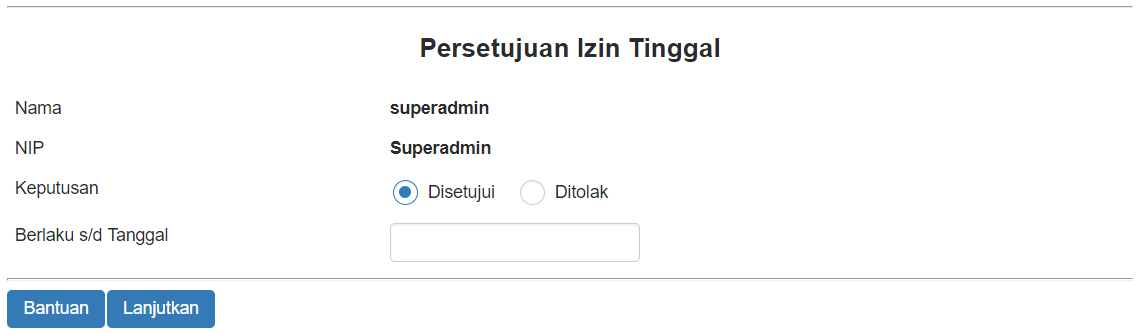 Persetujuan Izin Tinggal
Nama superadmin
NIP Superadmin
Keputusan Disetujui Ditolak
Berlaku s/d Tanggal
Bantuan Lanjutkan